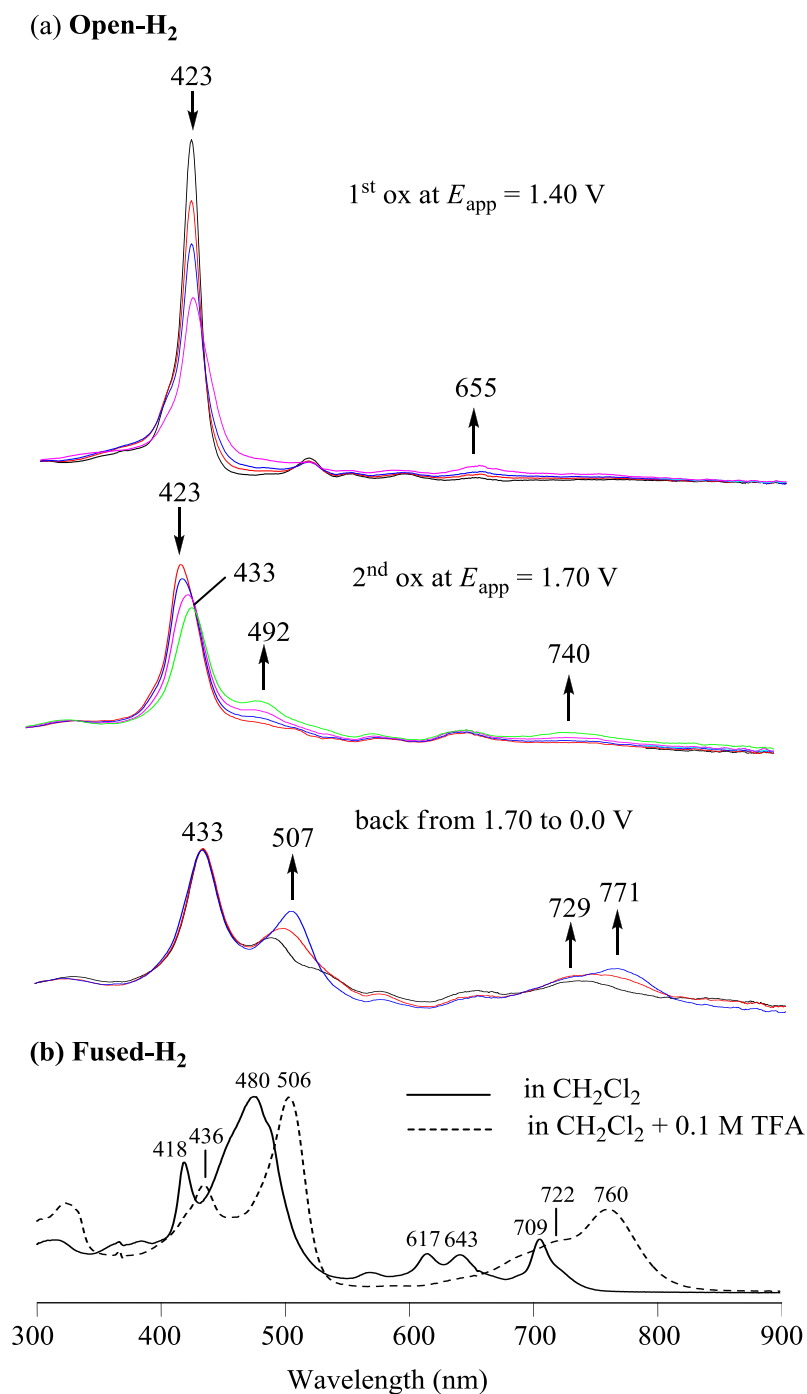 (a) Open-H₂
423
1ˢᵗ ox at E_app = 1.40 V
655
423
433
2ⁿᵈ ox at E_app = 1.70 V
492
740
back from 1.70 to 0.0 V
433
507
729
771
(b) Fused-H₂
480
506
in CH₂Cl₂
418
436
in CH₂Cl₂ + 0.1 M TFA
617
643
709
722
760
300 400 500 600 700 800 900
Wavelength (nm)